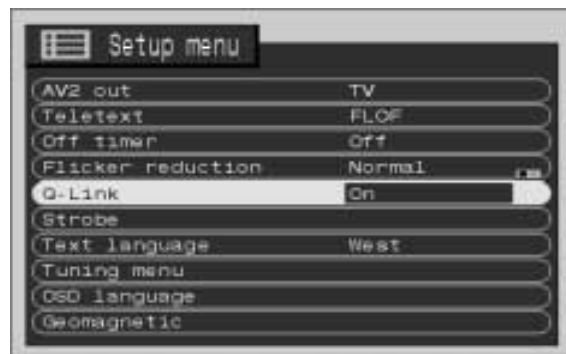 Setup menu
AV2 out TV
Teletext FLOF
Off timer Off
Flicker reduction Normal
Q-Link On
Strobe
Text language West
Tuning menu
OSD language
Geomagnetic